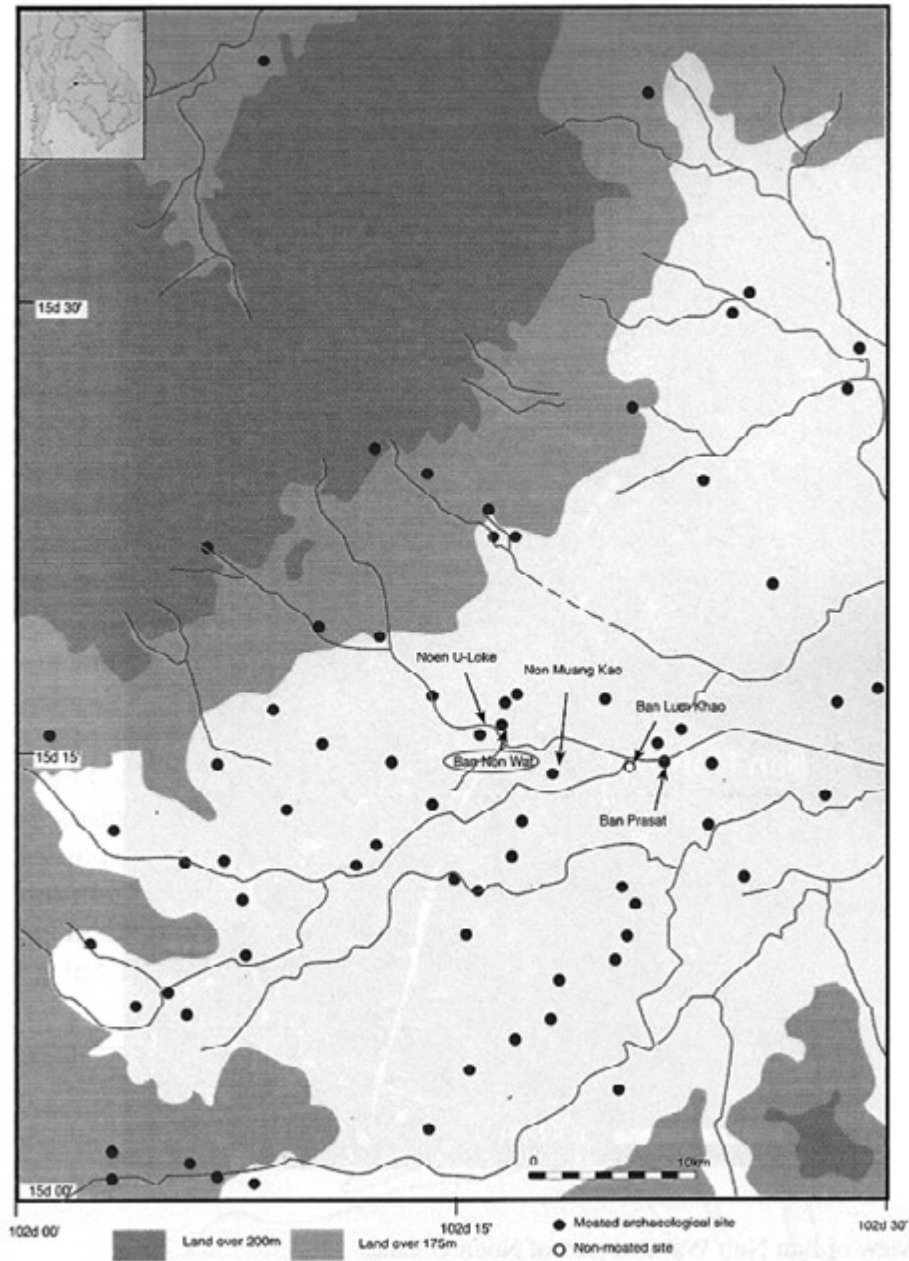 15d 30'
Noen U-Loke
Non Muang Kao
Ban Lum Khao
15d 15'
Ban Non Wat
Ban Prasat
0 10km
15d 00'
102d 00'
102d 15'
102d 30'
Land over 200m
Land over 175m
Moated archaeological site
Non-moated site